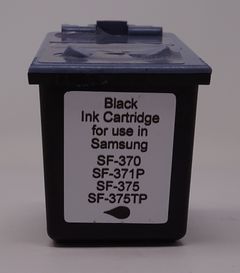 Black
Ink Cartridge
for use in
Samsung
SF-370
SF-371P
SF-375
SF-375TP